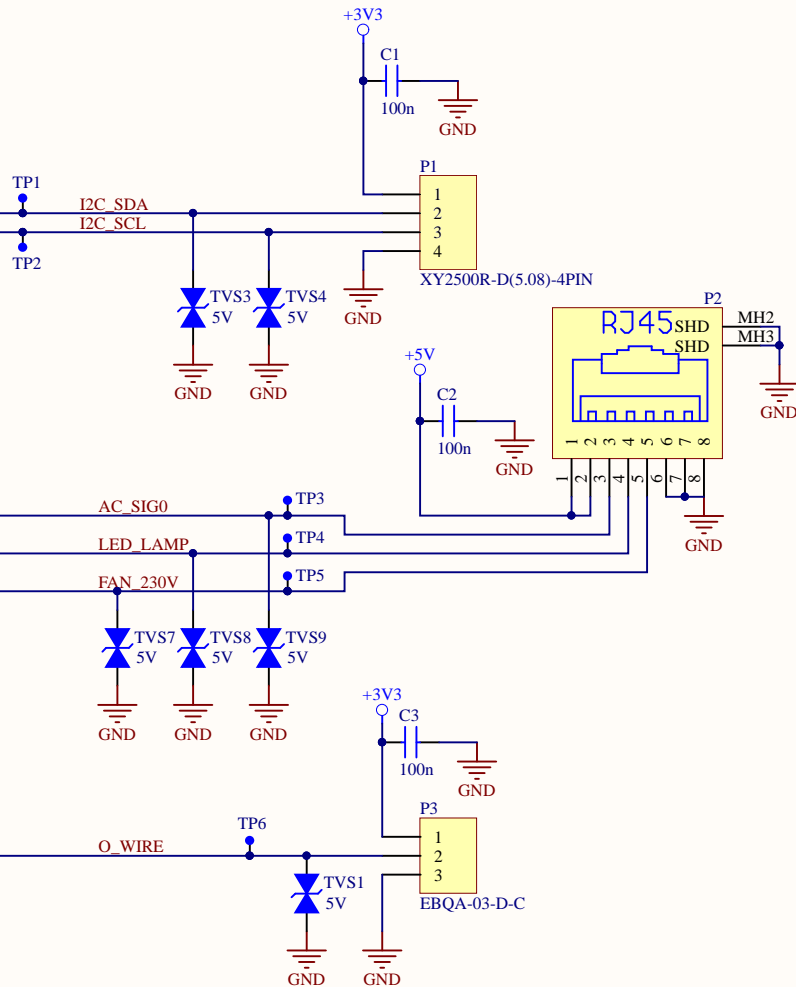 +3V3
C1
100n
GND
P1
TP1
I2C_SDA
1
2
I2C_SCL
3
TP2
4
XY2500R-D(5.08)-4PIN
TVS3
5V
TVS4
5V
GND
GND
GND
P2
RJ45
SHD
MH2
SHD
MH3
GND
+5V
C2
100n
GND
1 2 3 4 5 6 7 8
1 2 3 4 5 6 7 8
GND
AC_SIG0
TP3
LED_LAMP
TP4
FAN_230V
TP5
TVS7
5V
TVS8
5V
TVS9
5V
GND
GND
GND
+3V3
C3
100n
GND
P3
TP6
O_WIRE
1
2
3
EBQA-03-D-C
TVS1
5V
GND
GND